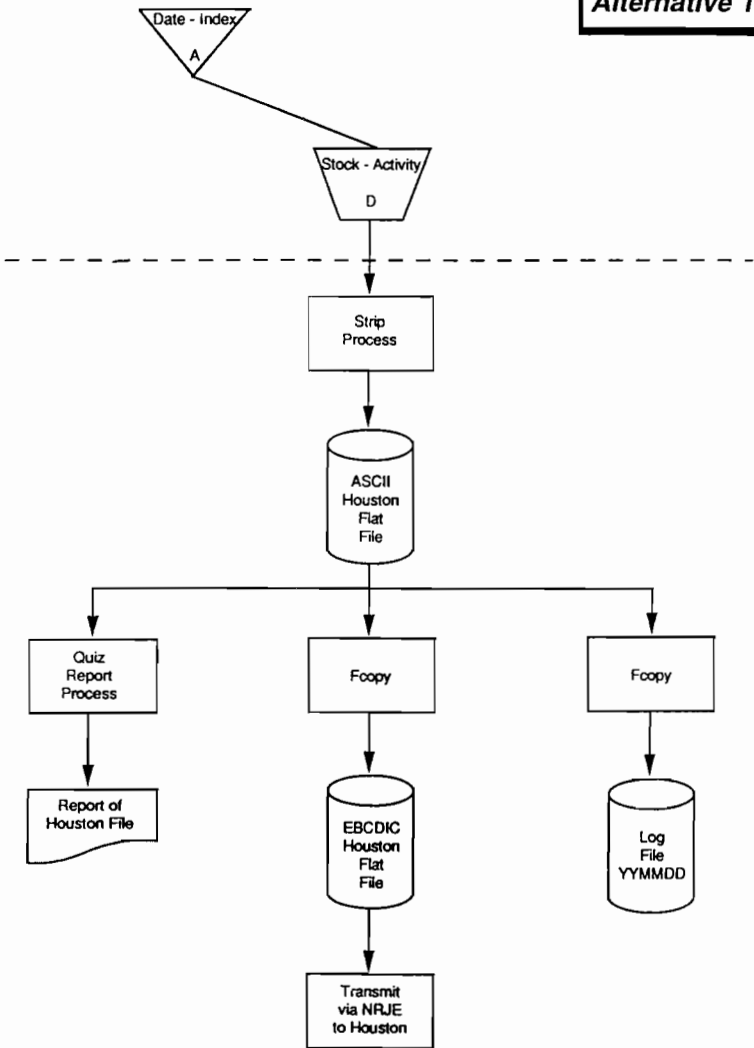 Alternative
Date - Index
A
Stock - Activity
D
Strip
Process
ASCII
Houston
Flat
File
Quiz
Report
Process
Fcopy
Fcopy
Report of
Houston File
EBCDIC
Houston
Flat
File
Log
File
YYMMDD
Transmit
via NRJE
to Houston